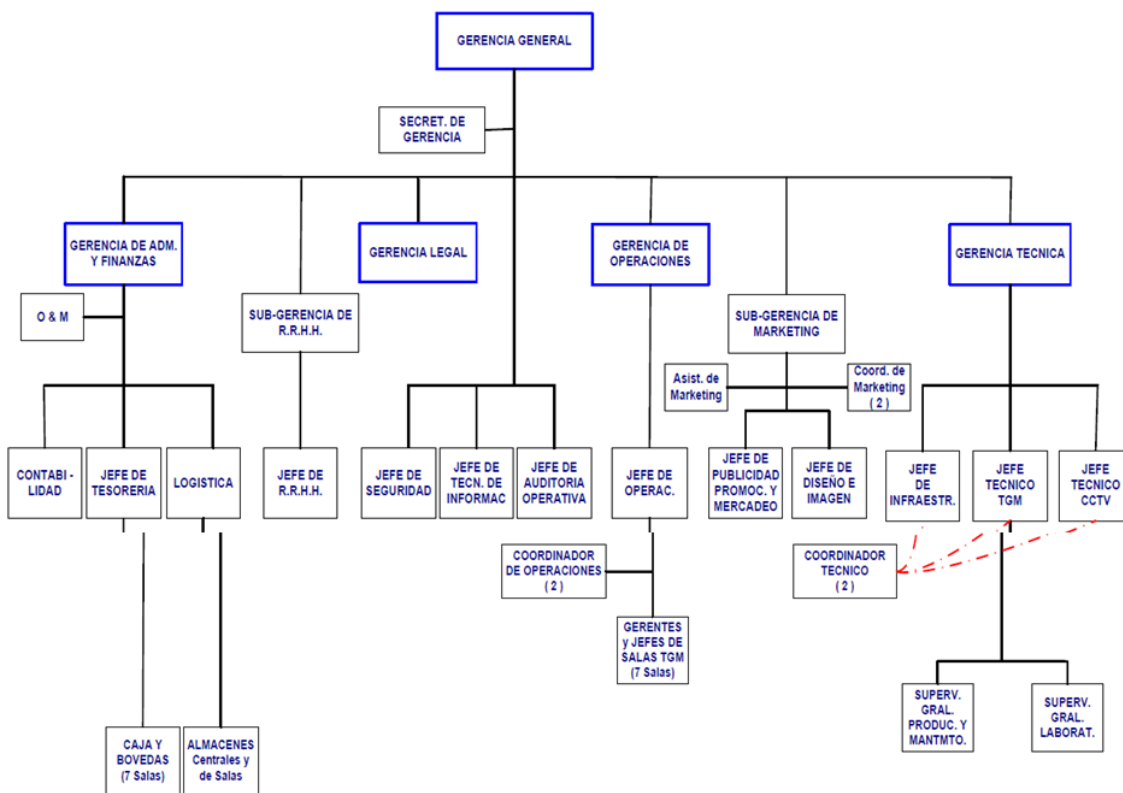 GERENCIA GENERAL
SECRET. DE
GERENCIA
GERENCIA DE ADM.
Y FINANZAS
GERENCIA LEGAL
GERENCIA DE
OPERACIONES
GERENCIA TECNICA
O & M
SUB-GERENCIA DE
R.R.H.H.
SUB-GERENCIA DE
MARKETING
Asist. de
Marketing
Coord. de
Marketing
( 2 )
CONTABI -
LIDAD
JEFE DE
TESORERIA
LOGISTICA
JEFE DE
R.R.H.H.
JEFE DE
SEGURIDAD
JEFE DE
TECN. DE
INFORMAC
JEFE DE
AUDITORIA
OPERATIVA
JEFE DE
OPERAC.
JEFE DE
PUBLICIDAD
PROMOC. Y
MERCADEO
JEFE DE
DISEÑO E
IMAGEN
JEFE
DE
INFRAESTR.
JEFE
TECNICO
TGM
JEFE
TECNICO
CCTV
COORDINADOR
DE OPERACIONES
( 2 )
COORDINADOR
TECNICO
( 2 )
GERENTES
y JEFES DE
SALAS TGM
(7 Salas)
SUPERV.
GRAL.
PRODUC. Y
MANTMTO.
SUPERV.
GRAL.
LABORAT.
CAJA Y
BOVEDAS
(7 Salas)
ALMACENES
Centrales y
de Salas